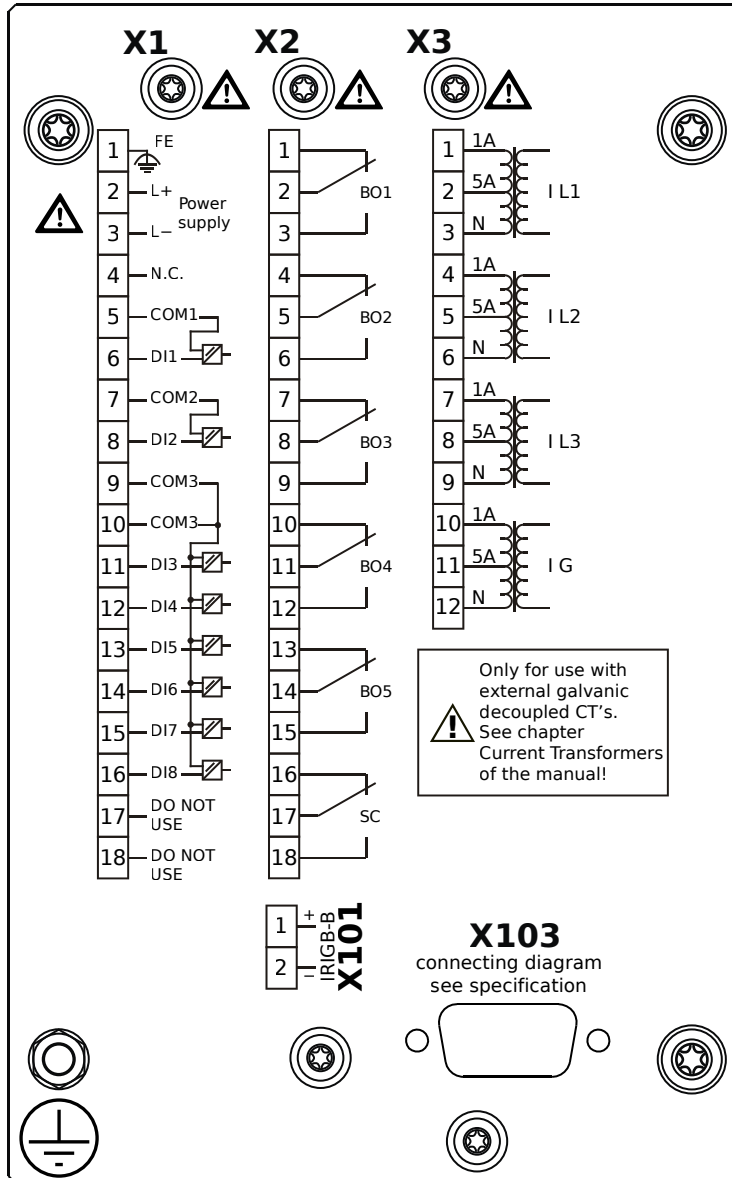 X1
1
FE
2
L+
Power
supply
3
L−
4
N.C.
5
COM1
6
DI1
7
COM2
8
DI2
9
COM3
10
COM3
11
DI3
12
DI4
13
DI5
14
DI6
15
DI7
16
DI8
17
DO NOT
USE
18
DO NOT
USE
X2
1
2
BO1
3
4
5
BO2
6
7
8
BO3
9
10
11
BO4
12
13
14
BO5
15
16
17
SC
18
X3
1
1A
2
5A
I L1
3
N
4
1A
5
5A
I L2
6
N
7
1A
8
5A
I L3
9
N
10
1A
11
5A
I G
12
N
!
Only for use with
external galvanic
decoupled CT's.
See chapter
Current Transformers
of the manual!
1
+
2
−
IRIGB-B
X101
X103
connecting diagram
see specification